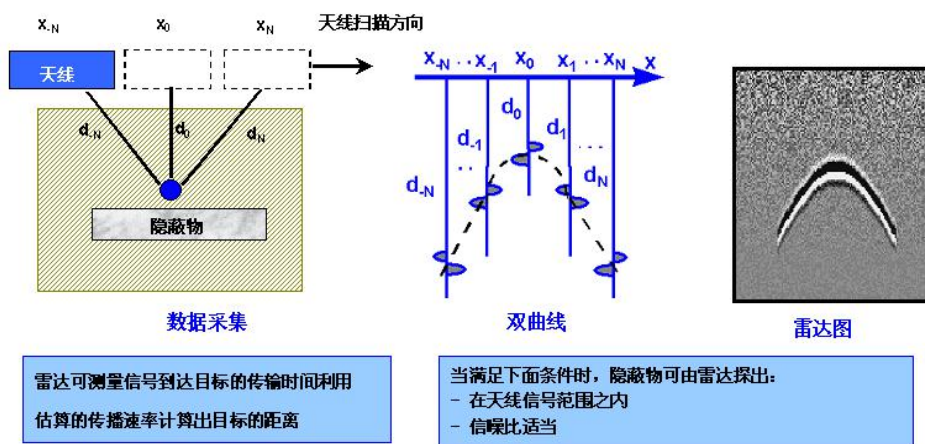 x-N x0 xN 天线扫描方向
天线
d-N d0 dN
隐蔽物
数据采集
x-N ‥ x-1 x0 x1 ‥ xN x
d0
d-1 d1
‥ …
d-N dN
双曲线
雷达图
雷达可测量信号到达目标的传输时间利用
估算的传播速率计算出目标的距离
当满足下面条件时，隐蔽物可由雷达探出：
- 在天线信号范围之内
- 信噪比适当